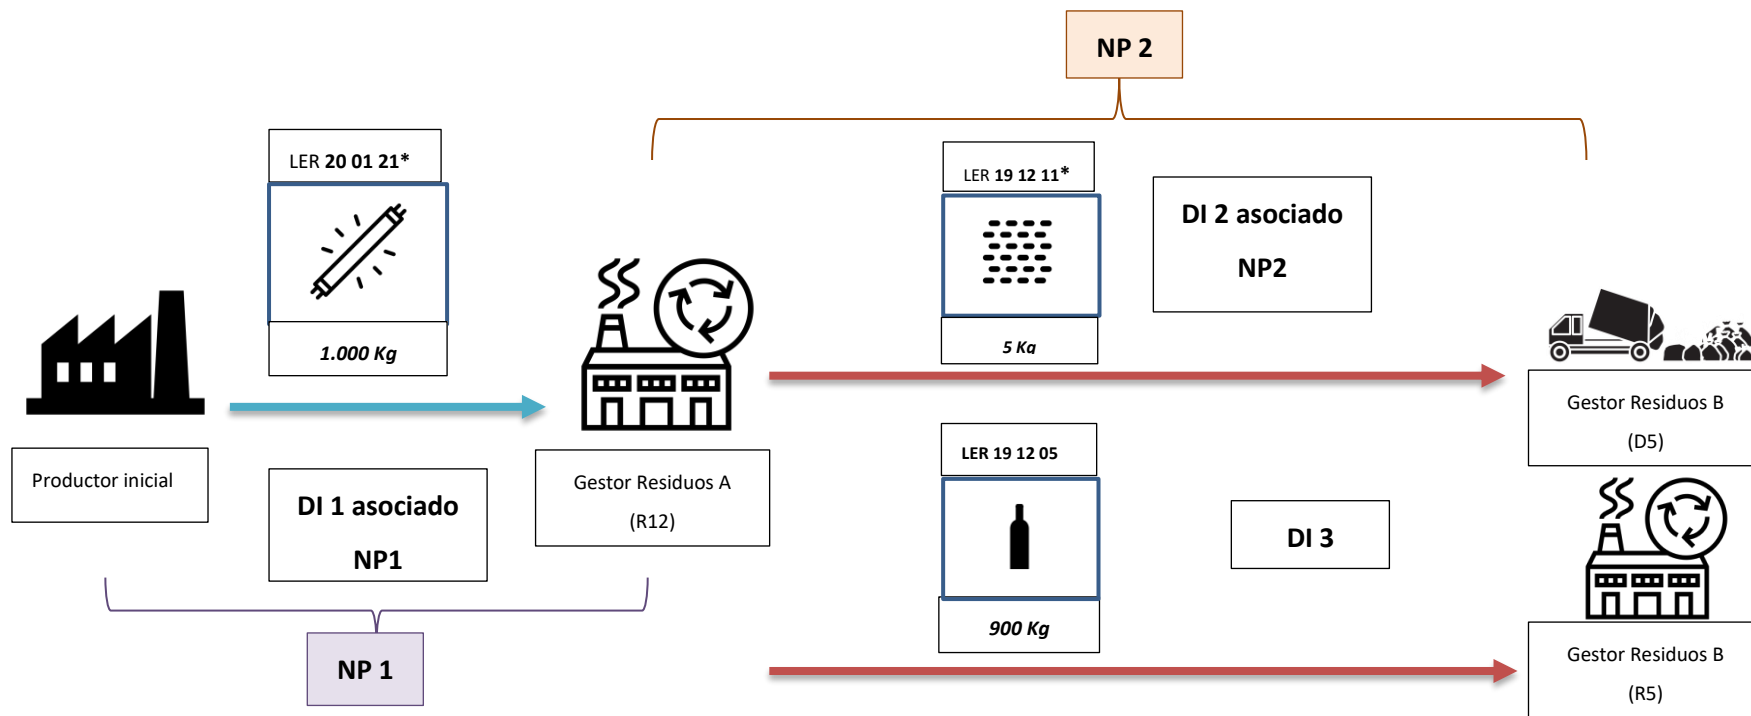 NP 2
LER 20 01 21*
1.000 Kg
LER 19 12 11*
5 Kg
DI 2 asociado
NP2
Productor inicial
DI 1 asociado
NP1
NP 1
Gestor Residuos A
(R12)
Gestor Residuos B
(D5)
LER 19 12 05
900 Kg
DI 3
Gestor Residuos B
(R5)